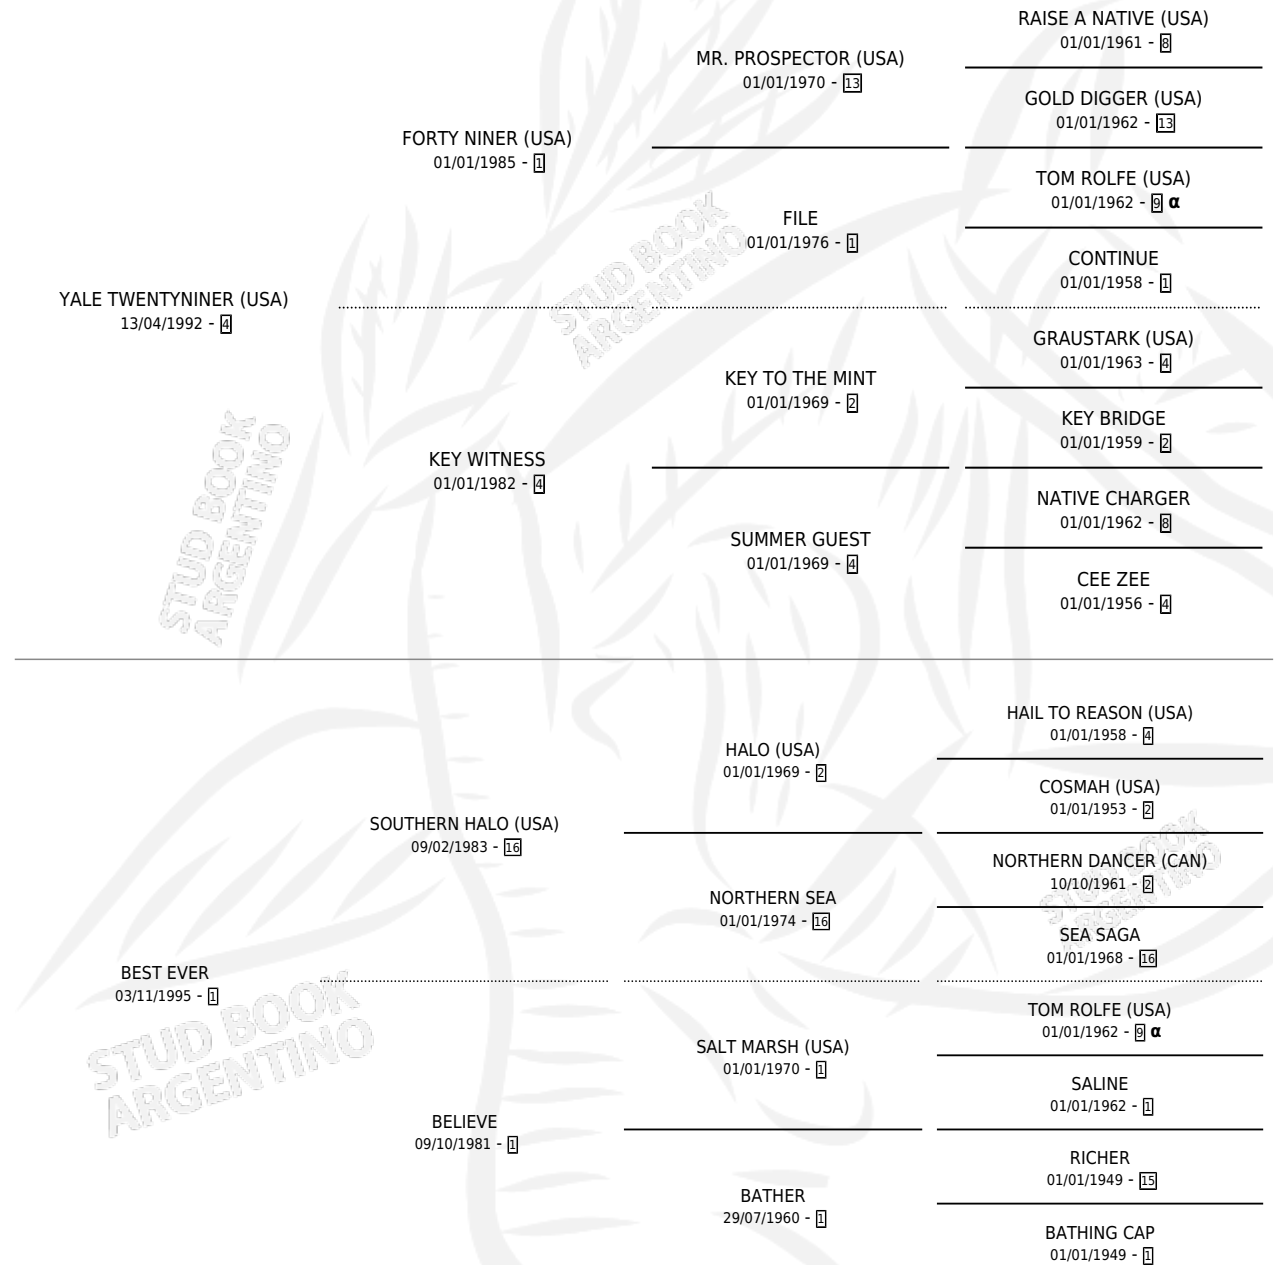 RAISE A NATIVE (USA)
01/01/1961 - 8
MR. PROSPECTOR (USA)
01/01/1970 - 13
GOLD DIGGER (USA)
01/01/1962 - 13
FORTY NINER (USA)
01/01/1985 - 1
TOM ROLFE (USA)
01/01/1962 - 9 α
FILE
01/01/1976 - 1
CONTINUE
01/01/1958 - 1
YALE TWENTYNINER (USA)
13/04/1992 - 4
GRAUSTARK (USA)
01/01/1963 - 4
KEY TO THE MINT
01/01/1969 - 2
KEY BRIDGE
01/01/1959 - 2
KEY WITNESS
01/01/1982 - 4
NATIVE CHARGER
01/01/1962 - 8
SUMMER GUEST
01/01/1969 - 4
CEE ZEE
01/01/1956 - 4
HAIL TO REASON (USA)
01/01/1958 - 4
HALO (USA)
01/01/1969 - 2
COSMAH (USA)
01/01/1953 - 2
SOUTHERN HALO (USA)
09/02/1983 - 16
NORTHERN DANCER (CAN)
10/10/1961 - 2
NORTHERN SEA
01/01/1974 - 16
SEA SAGA
01/01/1968 - 16
BEST EVER
03/11/1995 - 1
TOM ROLFE (USA)
01/01/1962 - 9 α
SALT MARSH (USA)
01/01/1970 - 1
SALINE
01/01/1962 - 1
BELIEVE
09/10/1981 - 1
RICHER
01/01/1949 - 15
BATHER
29/07/1960 - 1
BATHING CAP
01/01/1949 - 1
STUD BOOK
ARGENTINO
STUD BOOK
ARGENTINO
STUD BOOK
ARGENTINO
STUD BOOK
ARGENTINO